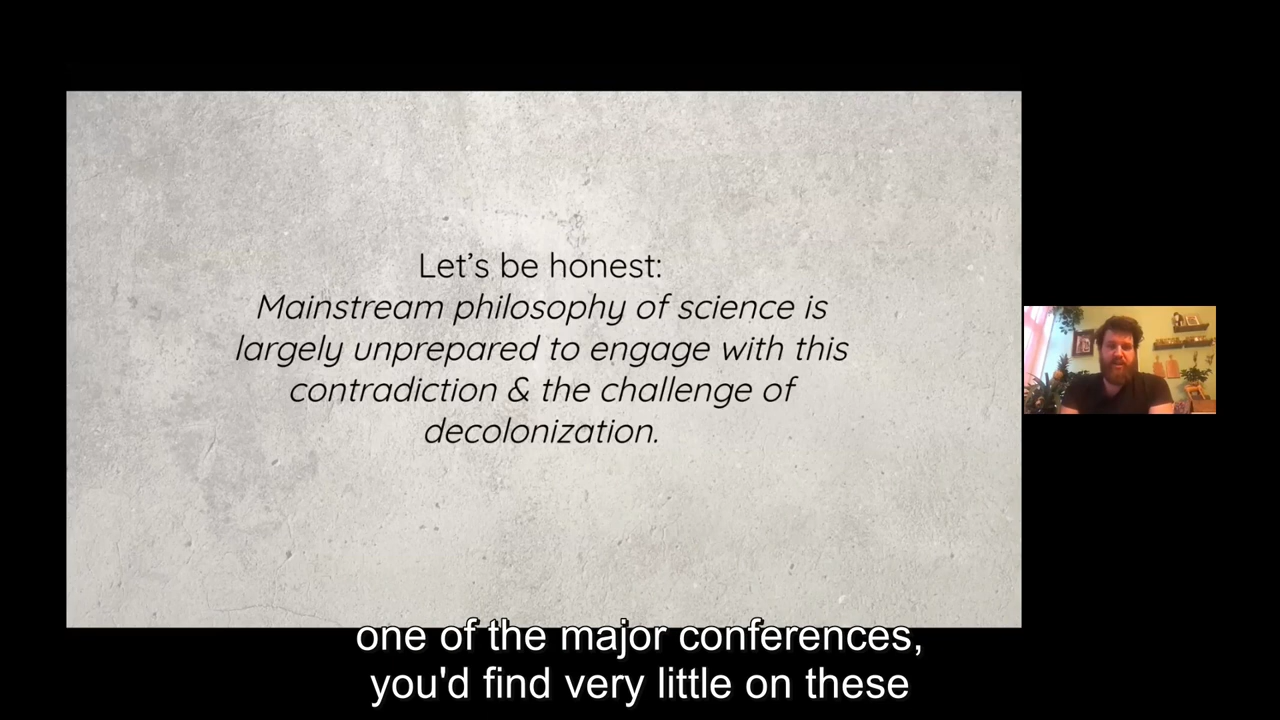 Let's be honest:
Mainstream philosophy of science is
largely unprepared to engage with this
contradiction & the challenge of
decolonization.
one of the major conferences,
you'd find very little on these